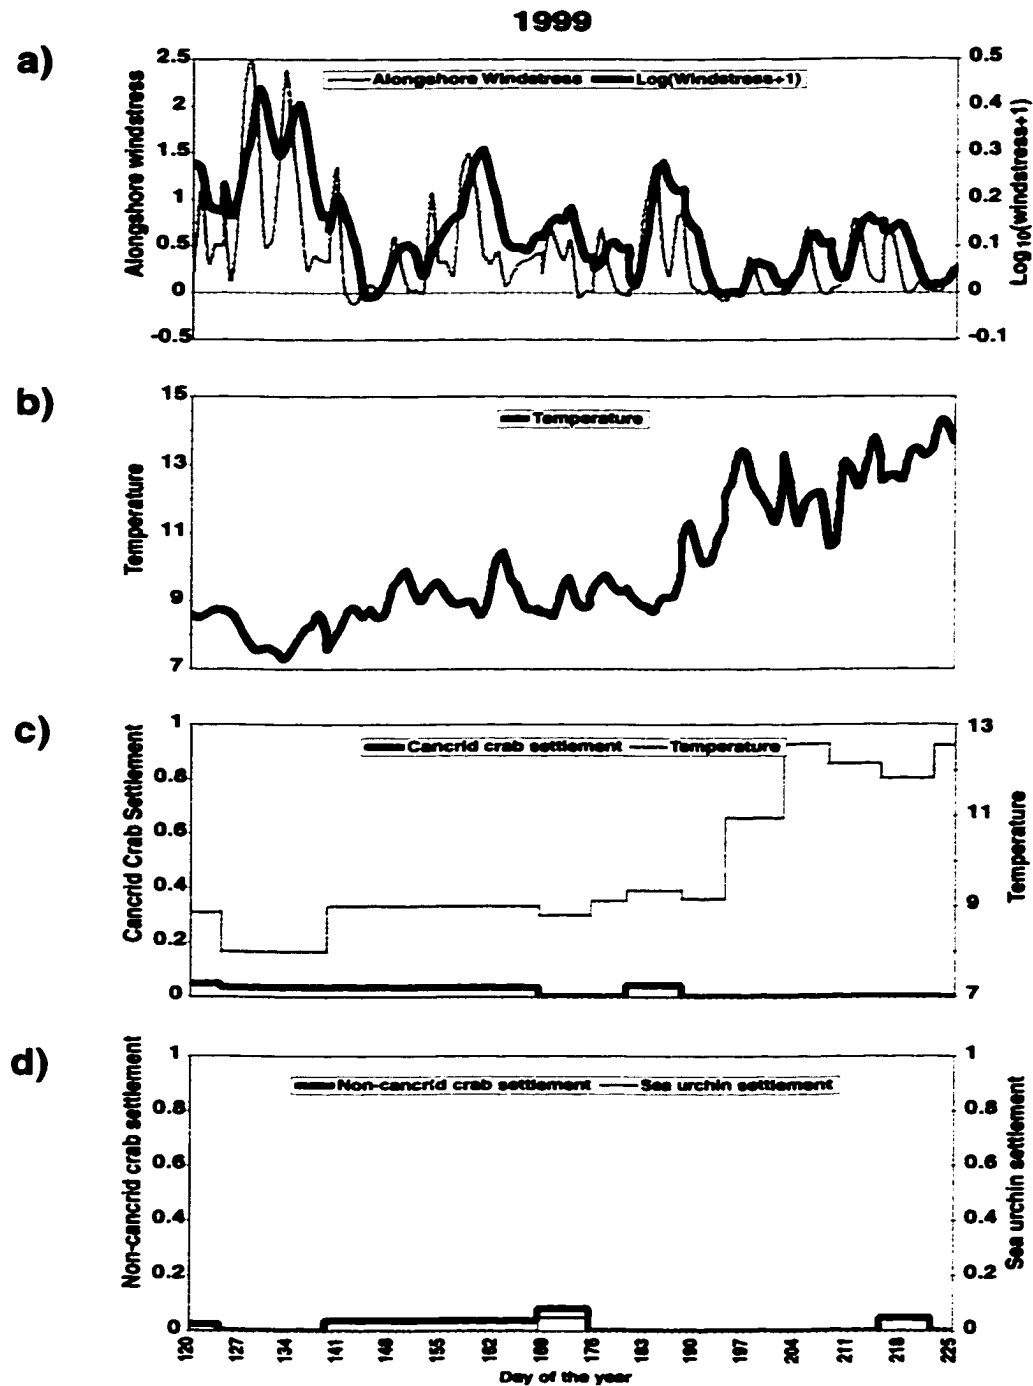 1999
a)
Alongshore Windstress Log(Windstress+1)
Alongshore windstress
2.5
2
1.5
1
0.5
0
-0.5
0.5
0.4
0.3
0.2
0.1
0
-0.1
Log10(windstress+1)
b)
Temperature
Temperature
15
13
11
9
7
c)
Cancrid crab settlement Temperature
Cancrid Crab Settlement
1
0.8
0.6
0.4
0.2
0
13
11
9
7
Temperature
d)
Non-cancrid crab settlement Sea urchin settlement
Non-cancrid crab settlement
1
0.8
0.6
0.4
0.2
0
1
0.8
0.6
0.4
0.2
0
Sea urchin settlement
120 127 134 141 148 155 162 169 176 183 190 197 204 211 218 225
Day of the year